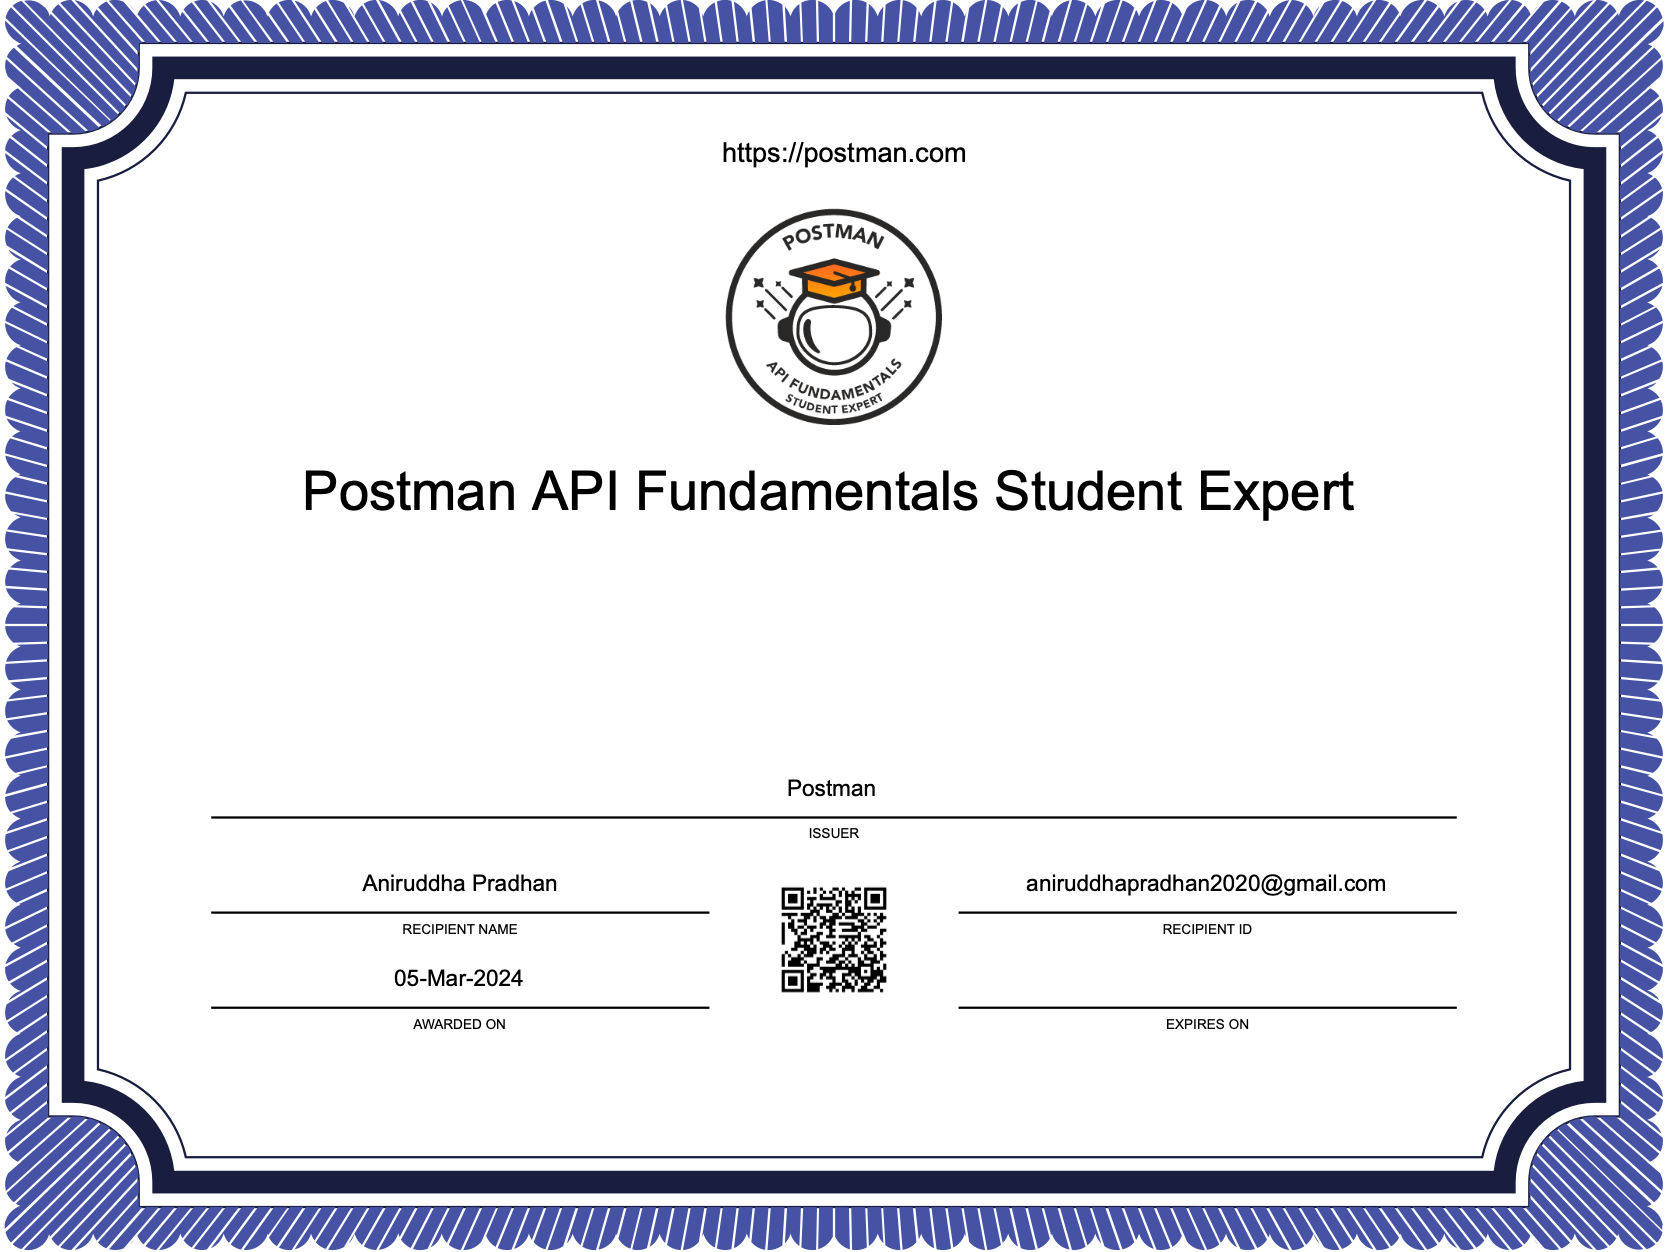 https://postman.com
POSTMAN
API FUNDAMENTALS
STUDENT EXPERT
Postman API Fundamentals Student Expert
Postman
ISSUER
Aniruddha Pradhan
RECIPIENT NAME
aniruddhapradhan2020@gmail.com
RECIPIENT ID
05-Mar-2024
AWARDED ON
EXPIRES ON